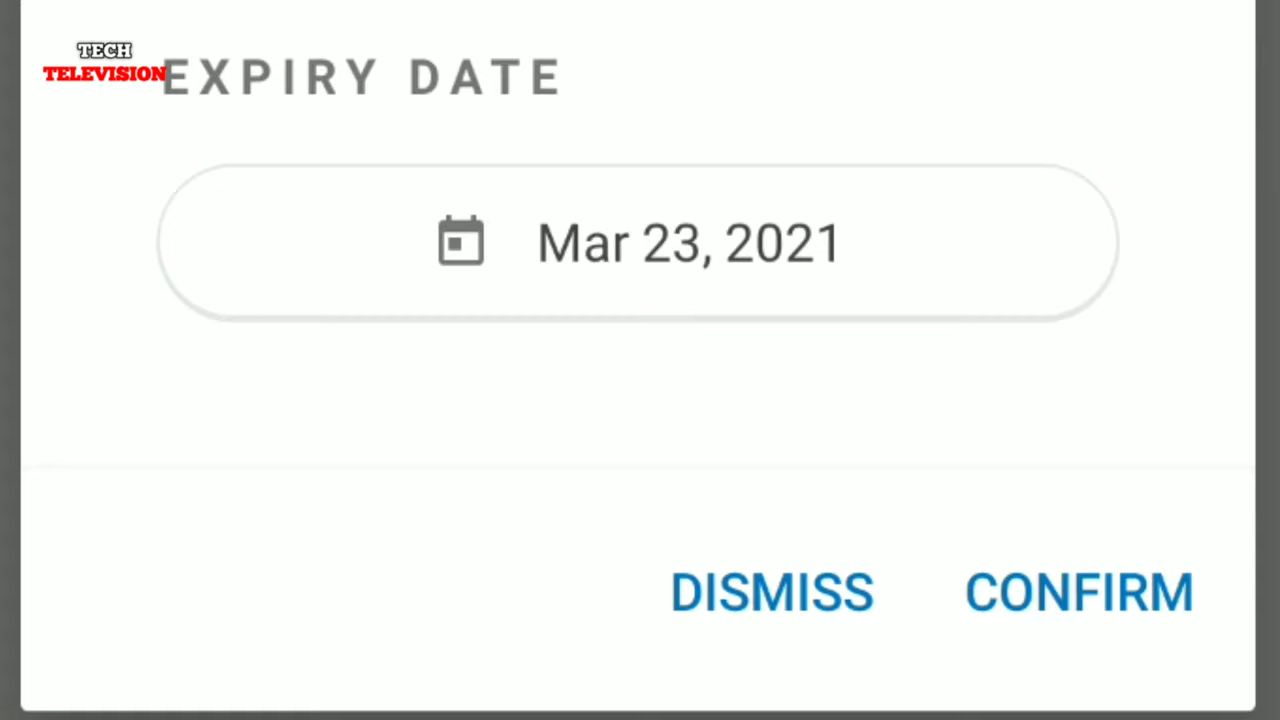 TECH
TELEVISION
EXPIRY DATE
Mar 23, 2021
DISMISS CONFIRM